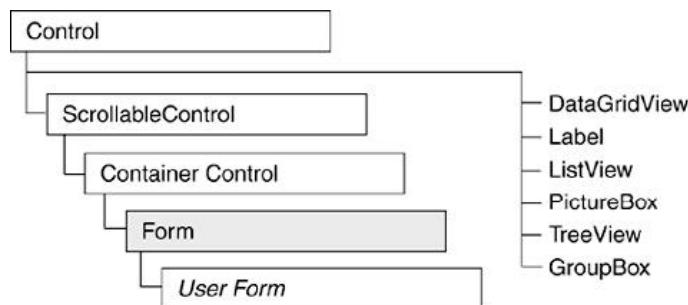 Control
ScrollableControl
Container Control
Form
User Form
DataGridView
Label
ListView
PictureBox
TreeView
GroupBox